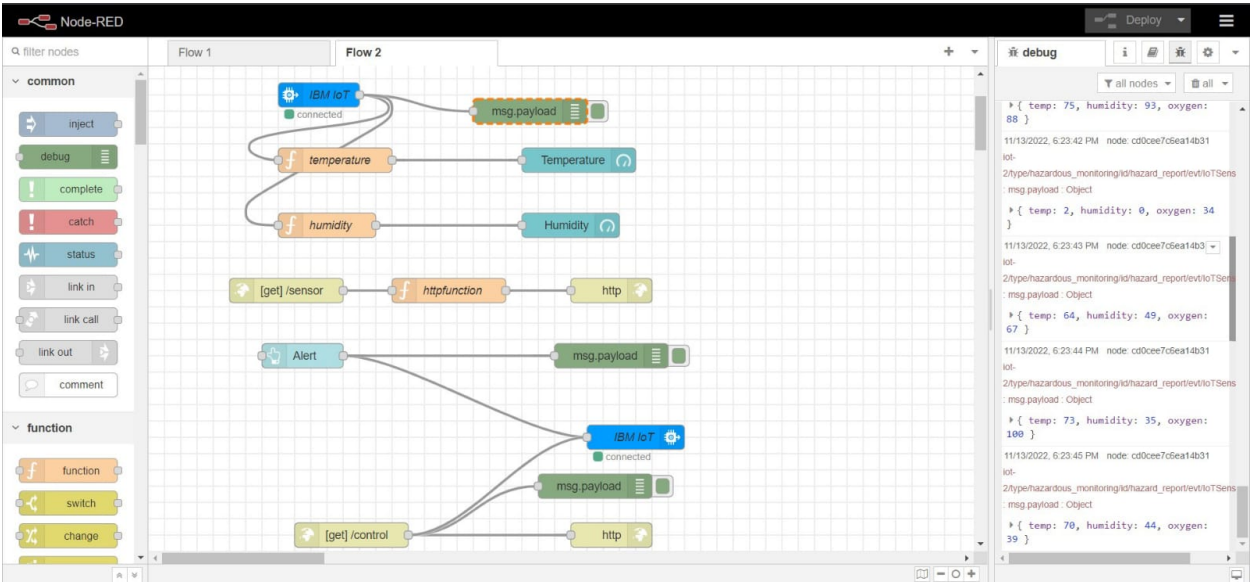 Node-RED
Deploy
filter nodes
Flow 1
Flow 2
debug
i
all nodes
all
common
inject
debug
complete
catch
status
link in
link call
link out
comment
function
function
switch
change
IBM IoT
connected
msg.payload
f
temperature
Temperature
f
humidity
Humidity
[get] /sensor
f
httpfunction
http
Alert
msg.payload
IBM IoT
connected
msg.payload
[get] /control
http
{ temp: 75, humidity: 93, oxygen:
88 }
11/13/2022, 6:23:42 PM node: cd0cee7c6ea14b31
iot-
2/type/hazardous_monitoring/id/hazard_report/evt/IoTSens
: msg.payload : Object
{ temp: 2, humidity: 0, oxygen: 34
}
11/13/2022, 6:23:43 PM node: cd0cee7c6ea14b3
iot-
2/type/hazardous_monitoring/id/hazard_report/evt/IoTSens
: msg.payload : Object
{ temp: 64, humidity: 49, oxygen:
67 }
11/13/2022, 6:23:44 PM node: cd0cee7c6ea14b31
iot-
2/type/hazardous_monitoring/id/hazard_report/evt/IoTSens
: msg.payload : Object
{ temp: 73, humidity: 35, oxygen:
100 }
11/13/2022, 6:23:45 PM node: cd0cee7c6ea14b31
iot-
2/type/hazardous_monitoring/id/hazard_report/evt/IoTSens
: msg.payload : Object
{ temp: 70, humidity: 44, oxygen:
39 }